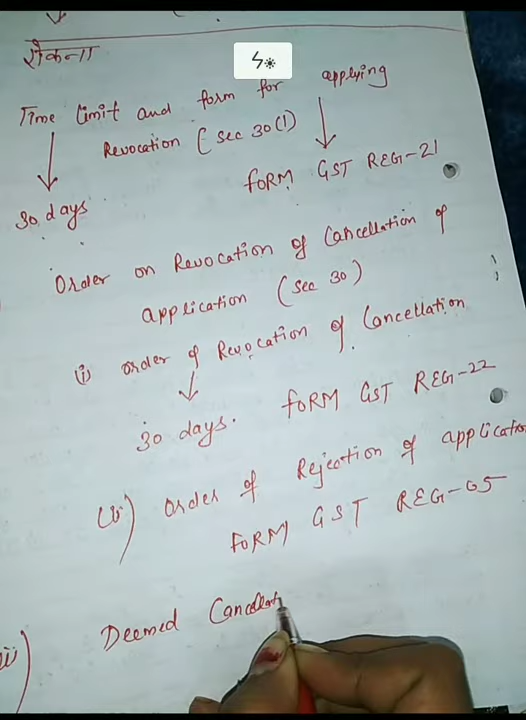 रोकना
Time limit and form for applying
Revocation (Sec 30(1)
30 days
FORM GST REG-21
Order on Revocation of Cancellation of
application (Sec 30)
(i) order of Revocation of Cancellation
30 days. FORM GST REG-22
(ii) Order of Rejection of application
FORM GST REG-05
iii) Deemed Cancellati